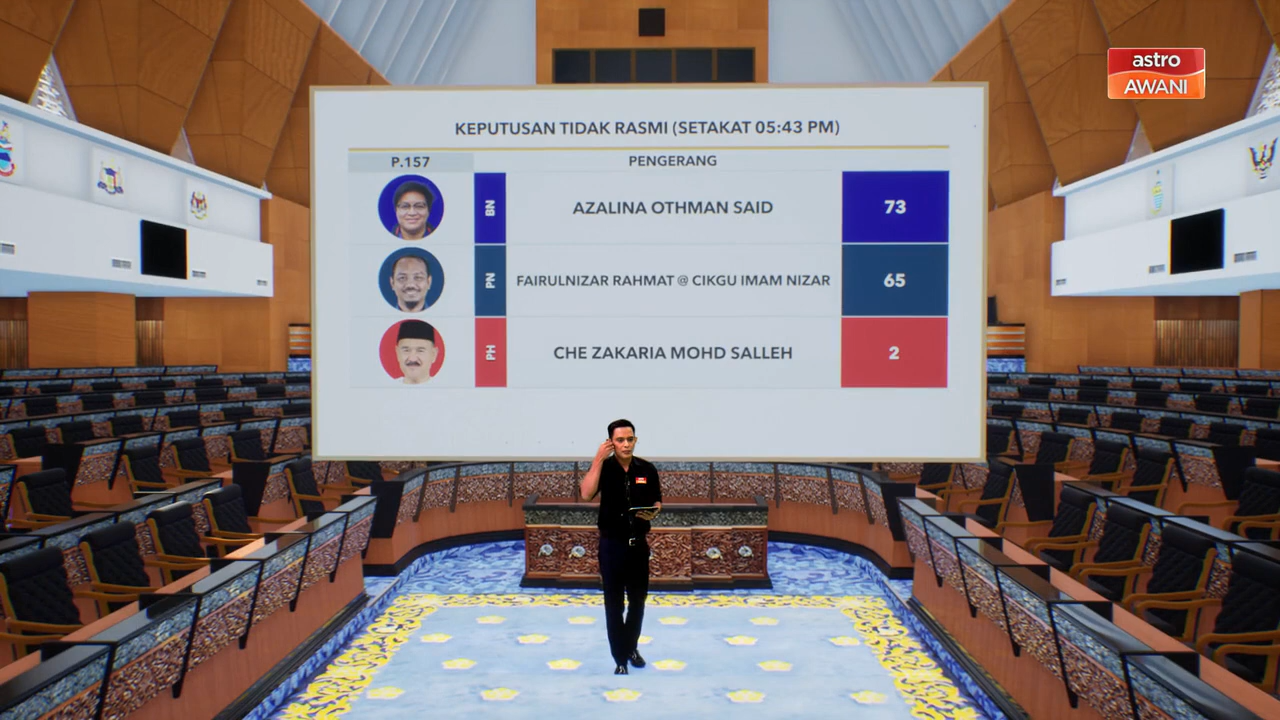 astro
AWANI
KEPUTUSAN TIDAK RASMI (SETAKAT 05:43 PM)
P.157 PENGERANG
BN AZALINA OTHMAN SAID 73
PN FAIRULNIZAR RAHMAT @ CIKGU IMAM NIZAR 65
PH CHE ZAKARIA MOHD SALLEH 2